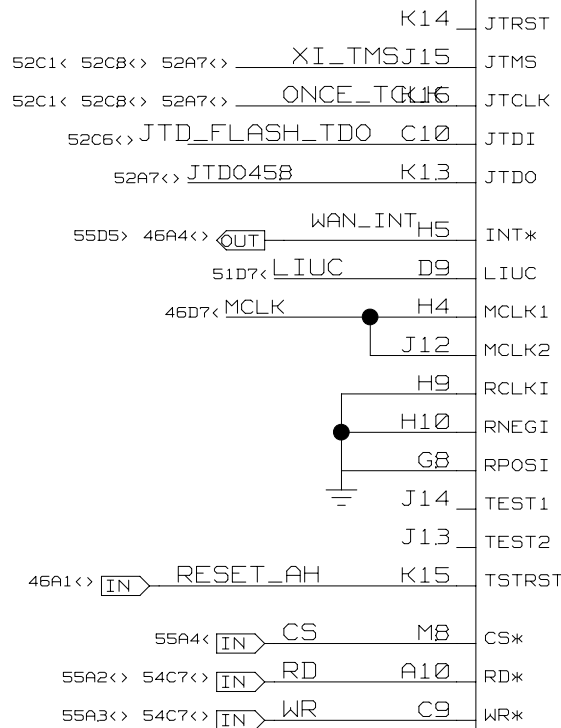 K14 JTRST
52C1< 52C8<> 52A7<> XI_TMS J15 JTMS
52C1< 52C8<> 52A7<> ONCE_TCLK K16 JTCLK
52C6<> JTD_FLASH_TDO C10 JTDI
52A7<> JTDO458 K13 JTDO
55D5> 46A4<> OUT WAN_INT H5 INT*
51D7< LIUC D9 LIUC
46D7< MCLK H4 MCLK1
J12 MCLK2
H9 RCLKI
H10 RNEGI
G8 RPOSI
J14 TEST1
J13 TEST2
46A1<> IN RESET_AH K15 TSTRST
55A4< IN CS M8 CS*
55A2<> 54C7<> IN RD A10 RD*
55A3<> 54C7<> IN WR C9 WR*